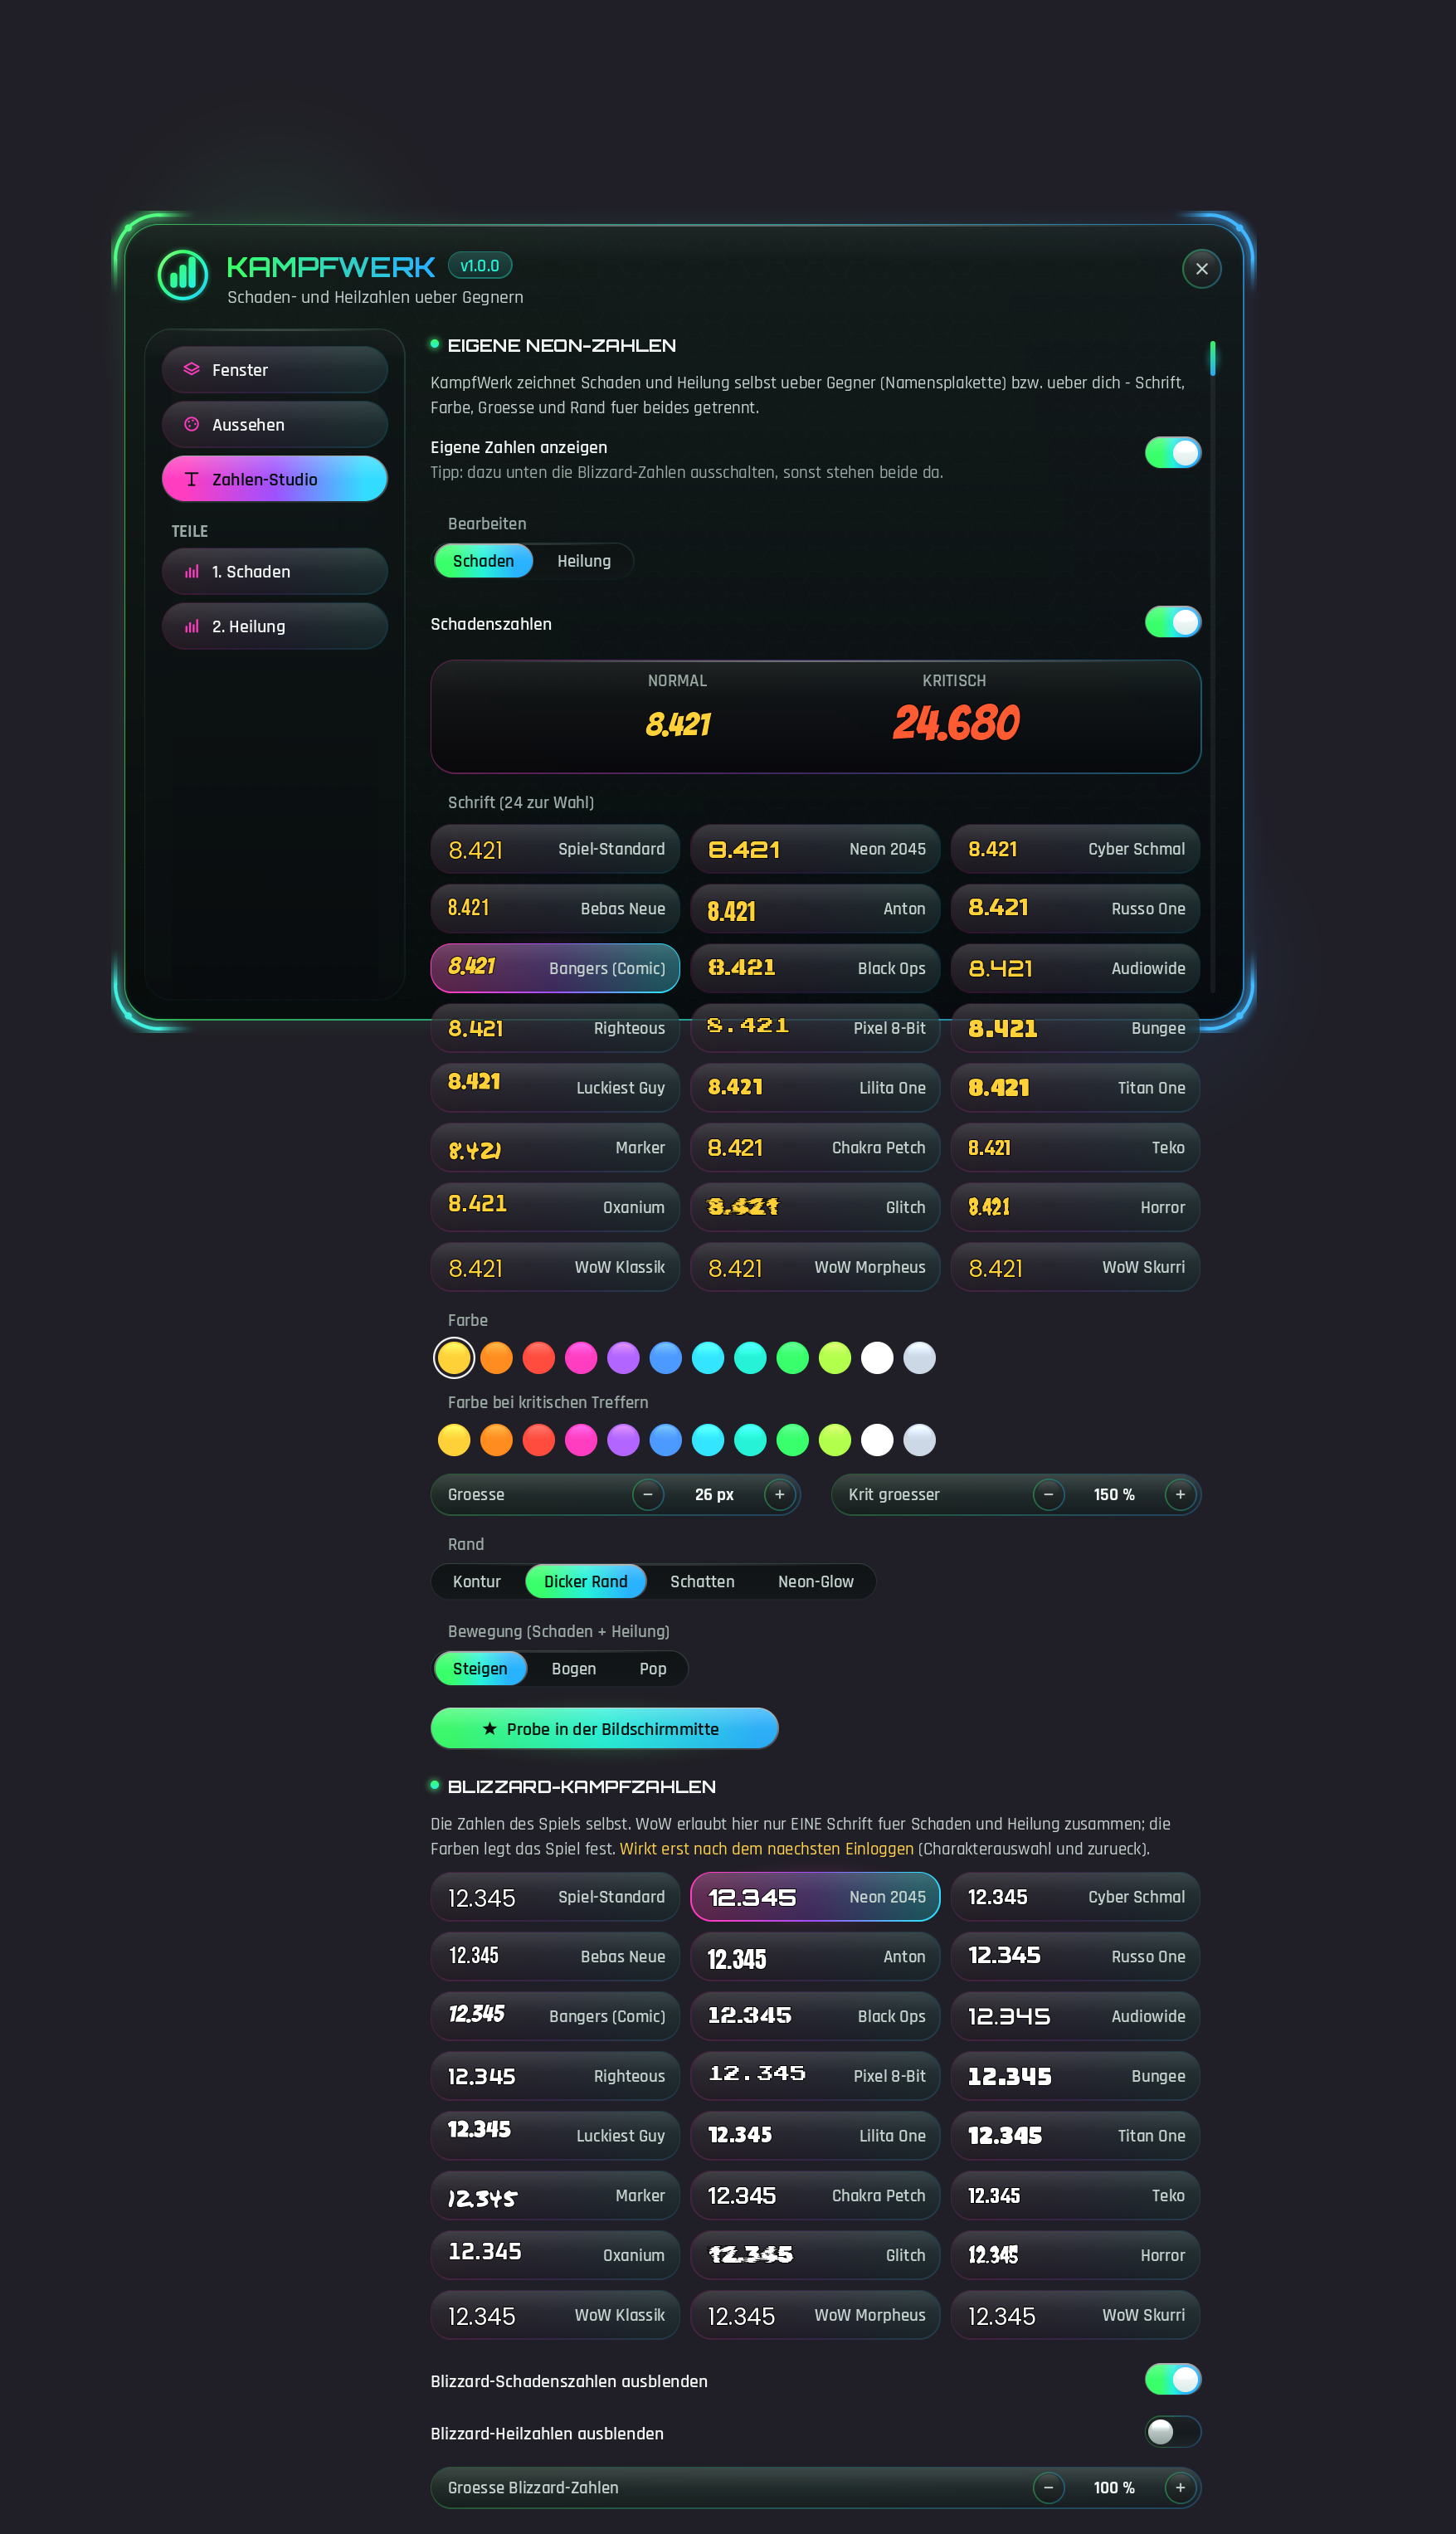 KAMPFWERK v1.0.0
Schaden- und Heilzahlen ueber Gegnern
Fenster
Aussehen
Zahlen-Studio
TEILE
1. Schaden
2. Heilung
EIGENE NEON-ZAHLEN
KampfWerk zeichnet Schaden und Heilung selbst ueber Gegner (Namensplakette) bzw. ueber dich - Schrift,
Farbe, Groesse und Rand fuer beides getrennt.
Eigene Zahlen anzeigen
Tipp: dazu unten die Blizzard-Zahlen ausschalten, sonst stehen beide da.
Bearbeiten
Schaden Heilung
Schadenszahlen
NORMAL KRITISCH
8.421 24.680
Schrift (24 zur Wahl)
8.421 Spiel-Standard 8.421 Neon 2045 8.421 Cyber Schmal
8.421 Bebas Neue 8.421 Anton 8.421 Russo One
8.421 Bangers (Comic) 8.421 Black Ops 8.421 Audiowide
8.421 Righteous 8.421 Pixel 8-Bit 8.421 Bungee
8.421 Luckiest Guy 8.421 Lilita One 8.421 Titan One
8.421 Marker 8.421 Chakra Petch 8.421 Teko
8.421 Oxanium 8.421 Glitch 8.421 Horror
8.421 WoW Klassik 8.421 WoW Morpheus 8.421 WoW Skurri
Farbe
Farbe bei kritischen Treffern
Groesse − 26 px + Krit groesser − 150 % +
Rand
Kontur Dicker Rand Schatten Neon-Glow
Bewegung (Schaden + Heilung)
Steigen Bogen Pop
★ Probe in der Bildschirmmitte
BLIZZARD-KAMPFZAHLEN
Die Zahlen des Spiels selbst. WoW erlaubt hier nur EINE Schrift fuer Schaden und Heilung zusammen; die
Farben legt das Spiel fest. Wirkt erst nach dem naechsten Einloggen (Charakterauswahl und zurueck).
12.345 Spiel-Standard 12.345 Neon 2045 12.345 Cyber Schmal
12.345 Bebas Neue 12.345 Anton 12.345 Russo One
12.345 Bangers (Comic) 12.345 Black Ops 12.345 Audiowide
12.345 Righteous 12.345 Pixel 8-Bit 12.345 Bungee
12.345 Luckiest Guy 12.345 Lilita One 12.345 Titan One
12.345 Marker 12.345 Chakra Petch 12.345 Teko
12.345 Oxanium 12.345 Glitch 12.345 Horror
12.345 WoW Klassik 12.345 WoW Morpheus 12.345 WoW Skurri
Blizzard-Schadenszahlen ausblenden
Blizzard-Heilzahlen ausblenden
Groesse Blizzard-Zahlen − 100 % +